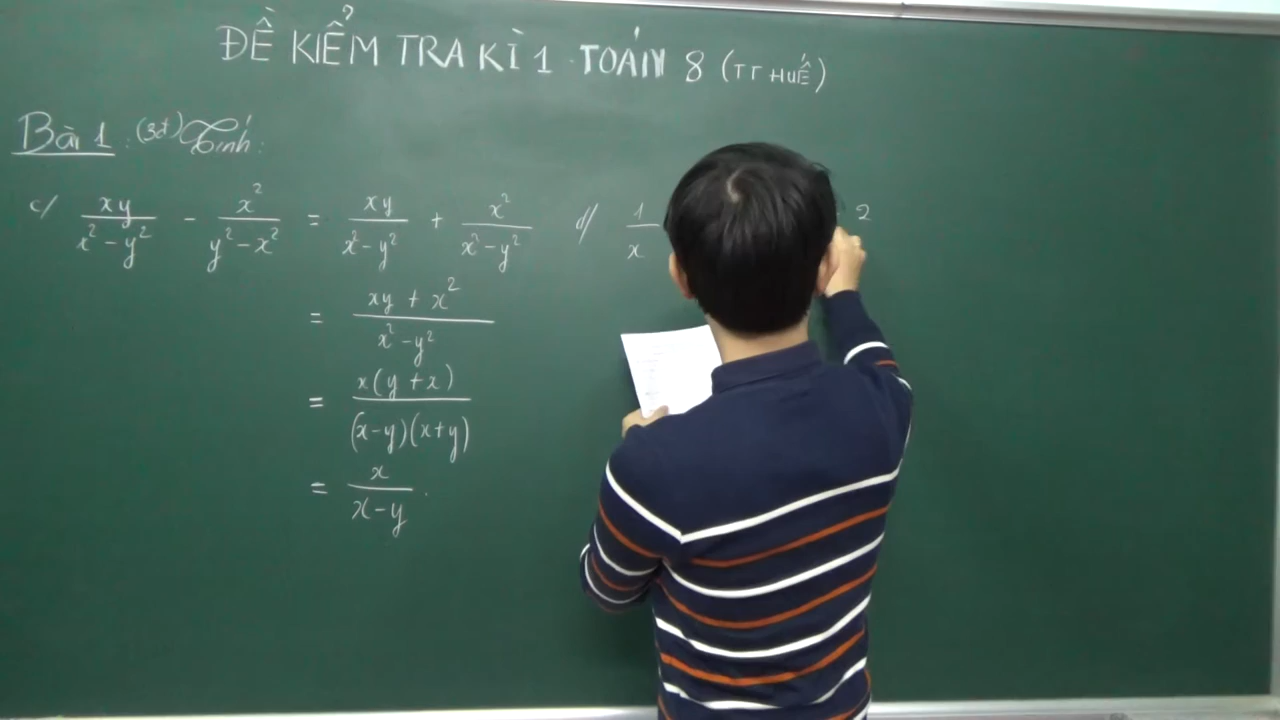 ĐỀ KIỂM TRA KÌ 1 TOÁN 8 (TT HUẾ)
Bài 1: (3đ) Tính:
c/ xy/(x²-y²) - x²/(y²-x²) = xy/(x²-y²) + x²/(x²-y²)
= (xy + x²)/(x²-y²)
= x(y+x)/((x-y)(x+y))
= x/(x-y).
d/ 1/x 2